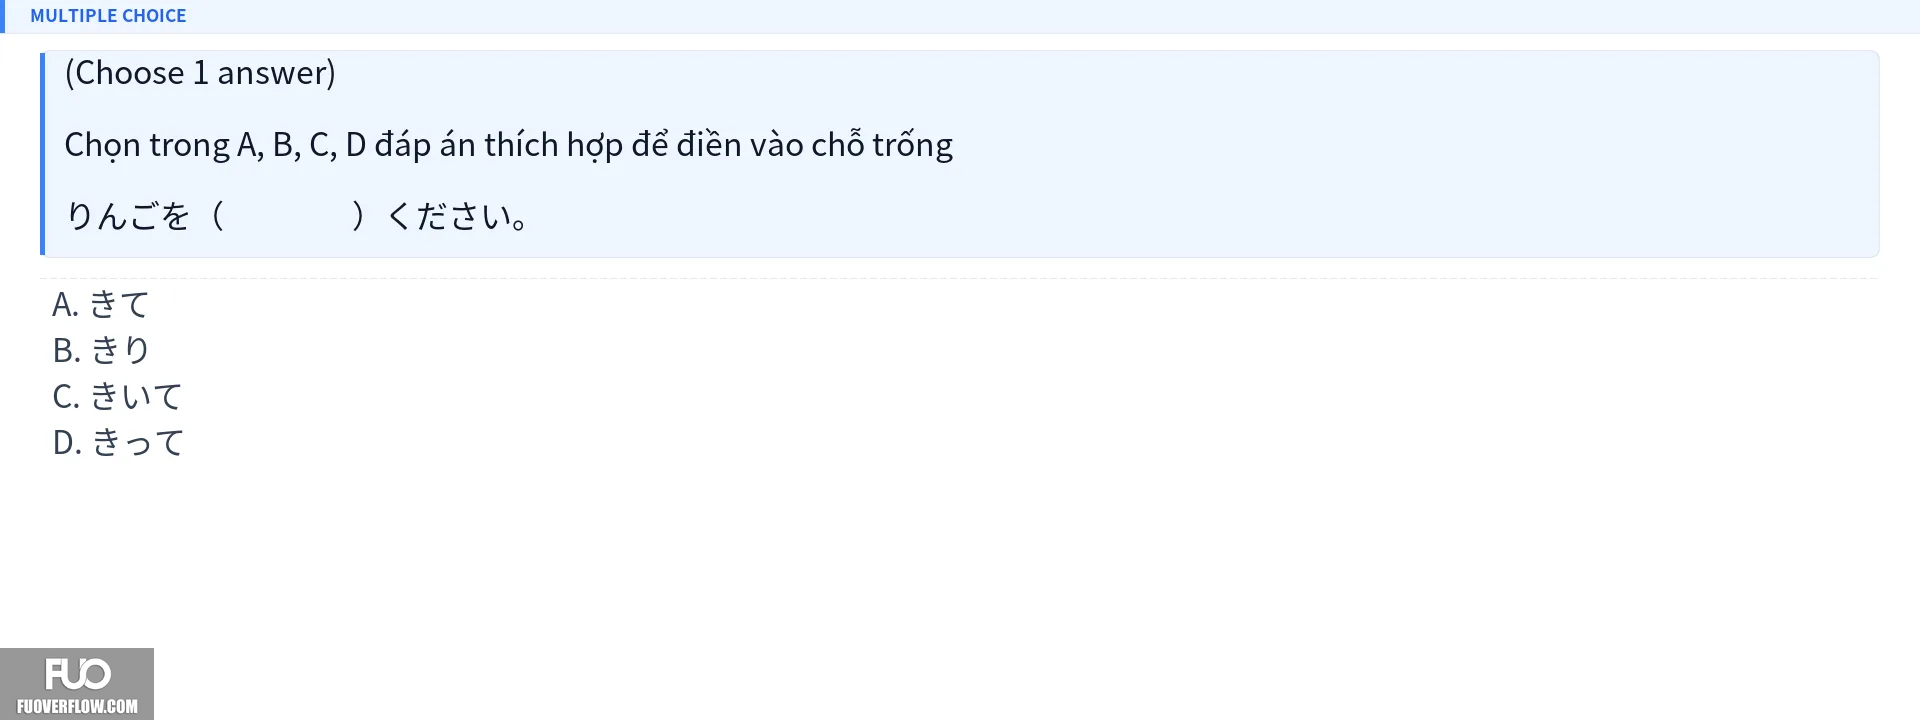 MULTIPLE CHOICE
(Choose 1 answer)
Chọn trong A, B, C, D đáp án thích hợp để điền vào chỗ trống
りんごを（　　　　）ください。
A. きて
B. きり
C. きいて
D. きって
FUO
FUOVERFLOW.COM